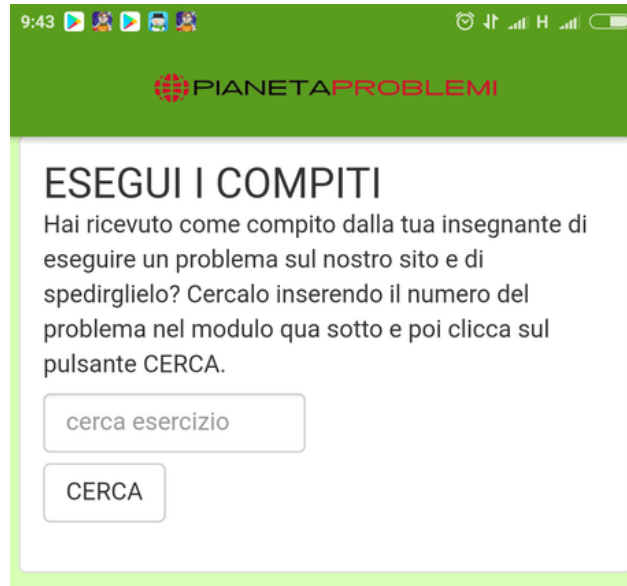 9:43 H
PIANETAPROBLEMI
ESEGUI I COMPITI
Hai ricevuto come compito dalla tua insegnante di
eseguire un problema sul nostro sito e di
spedirglielo? Cercalo inserendo il numero del
problema nel modulo qua sotto e poi clicca sul
pulsante CERCA.
cerca esercizio
CERCA